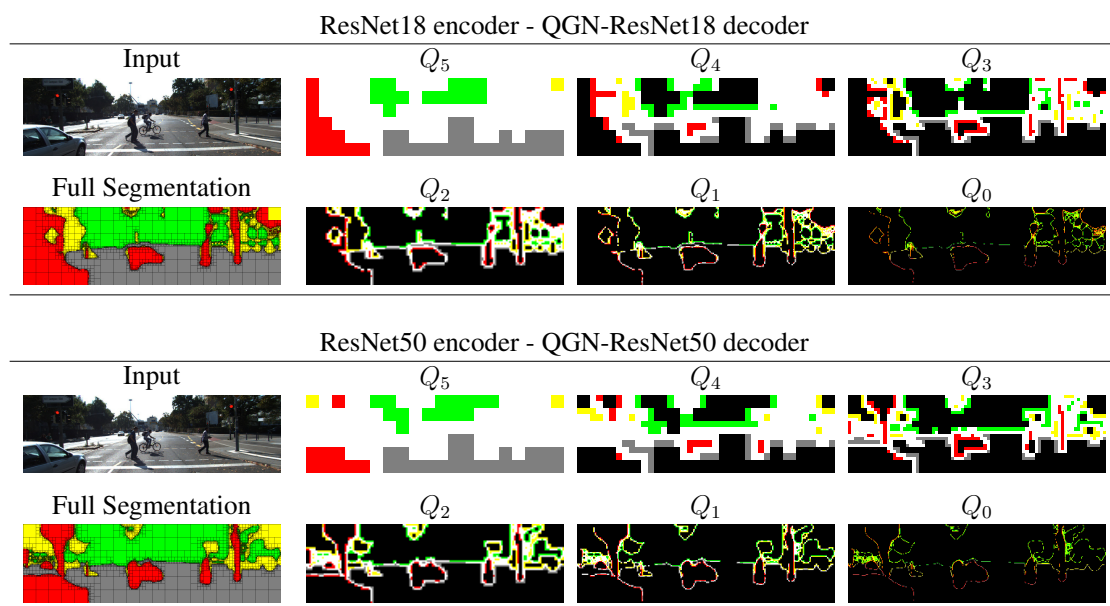 ResNet18 encoder - QGN-ResNet18 decoder
Input Q₅ Q₄ Q₃
Full Segmentation Q₂ Q₁ Q₀
ResNet50 encoder - QGN-ResNet50 decoder
Input Q₅ Q₄ Q₃
Full Segmentation Q₂ Q₁ Q₀